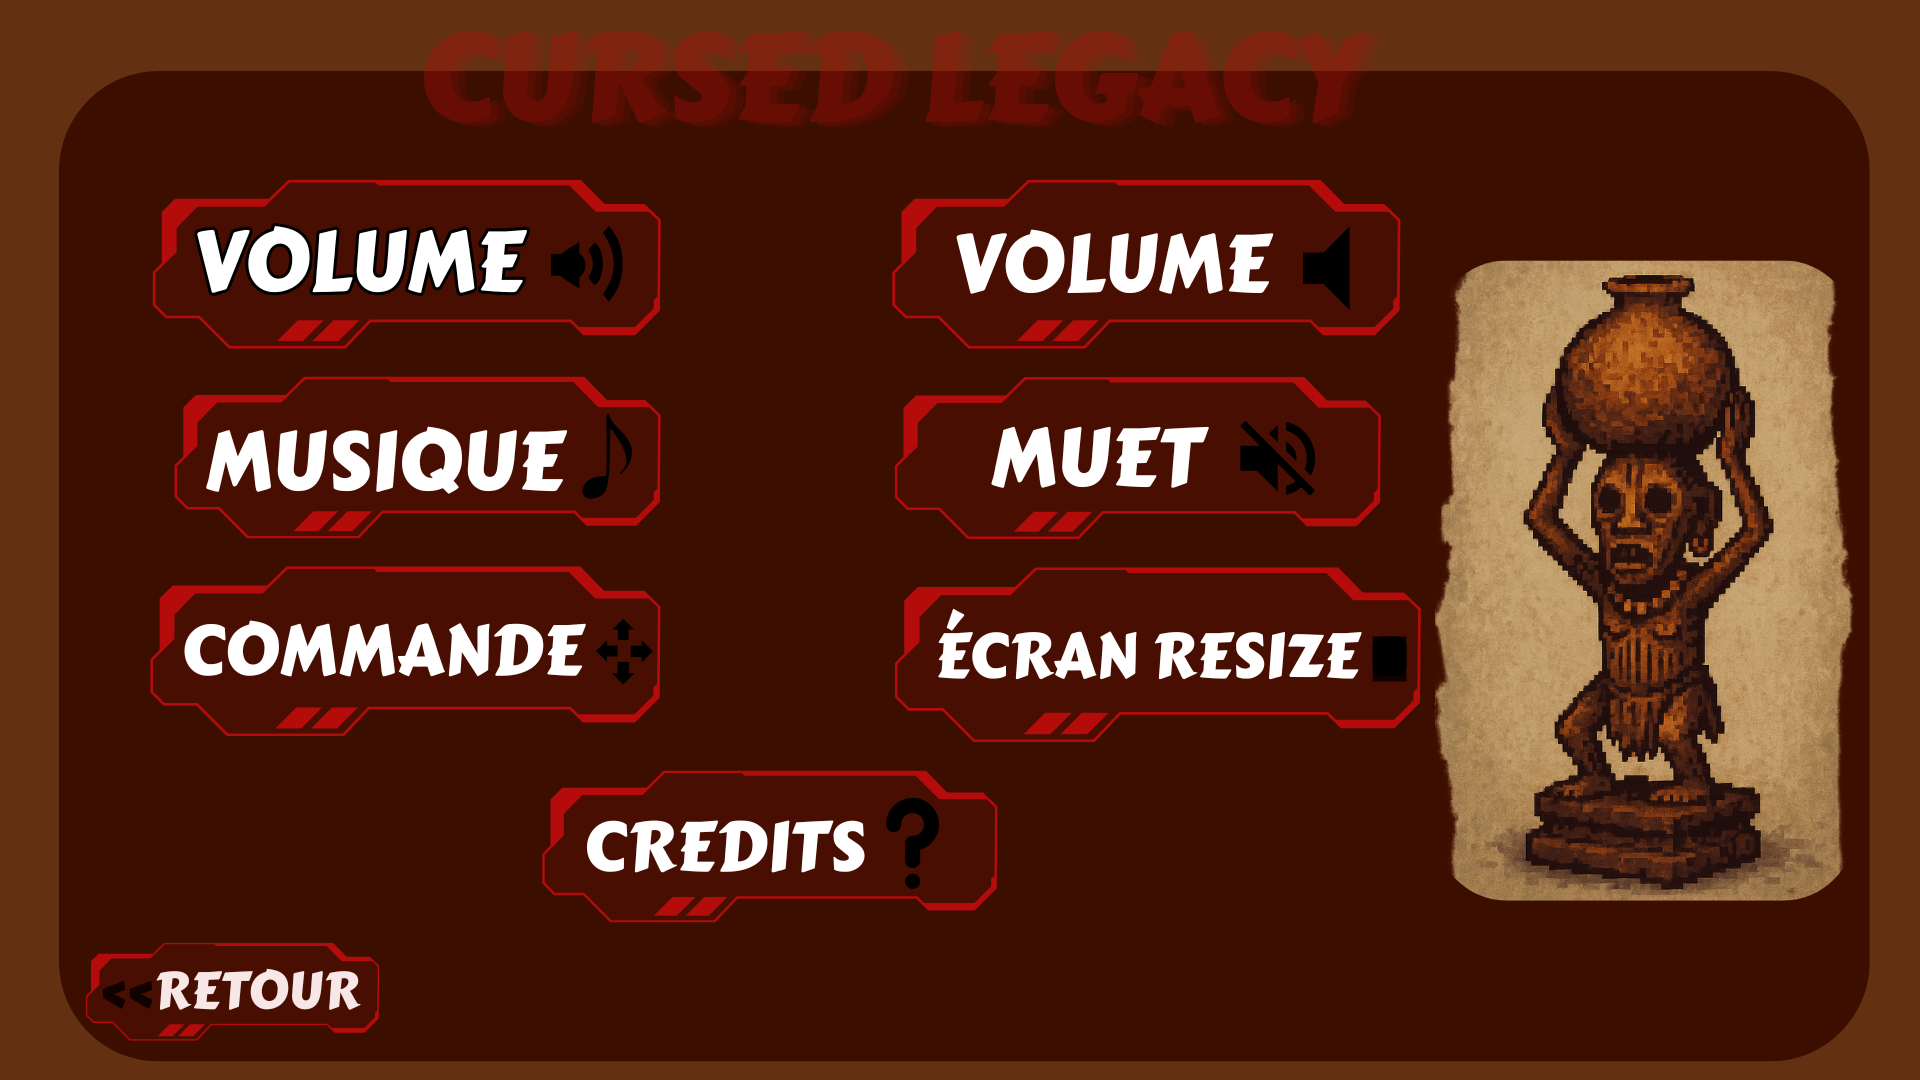 CURSED LEGACY
VOLUME
VOLUME
MUSIQUE
MUET
COMMANDE
ÉCRAN RESIZE
CREDITS ?
<<RETOUR